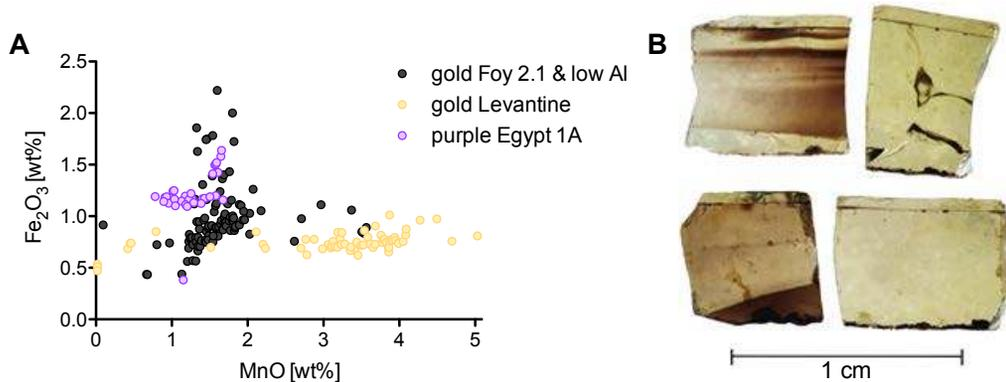 A
B
2.5
2.0
1.5
1.0
0.5
0.0
Fe2O3 [wt%]
gold Foy 2.1 & low Al
gold Levantine
purple Egypt 1A
0 1 2 3 4 5
MnO [wt%]
1 cm